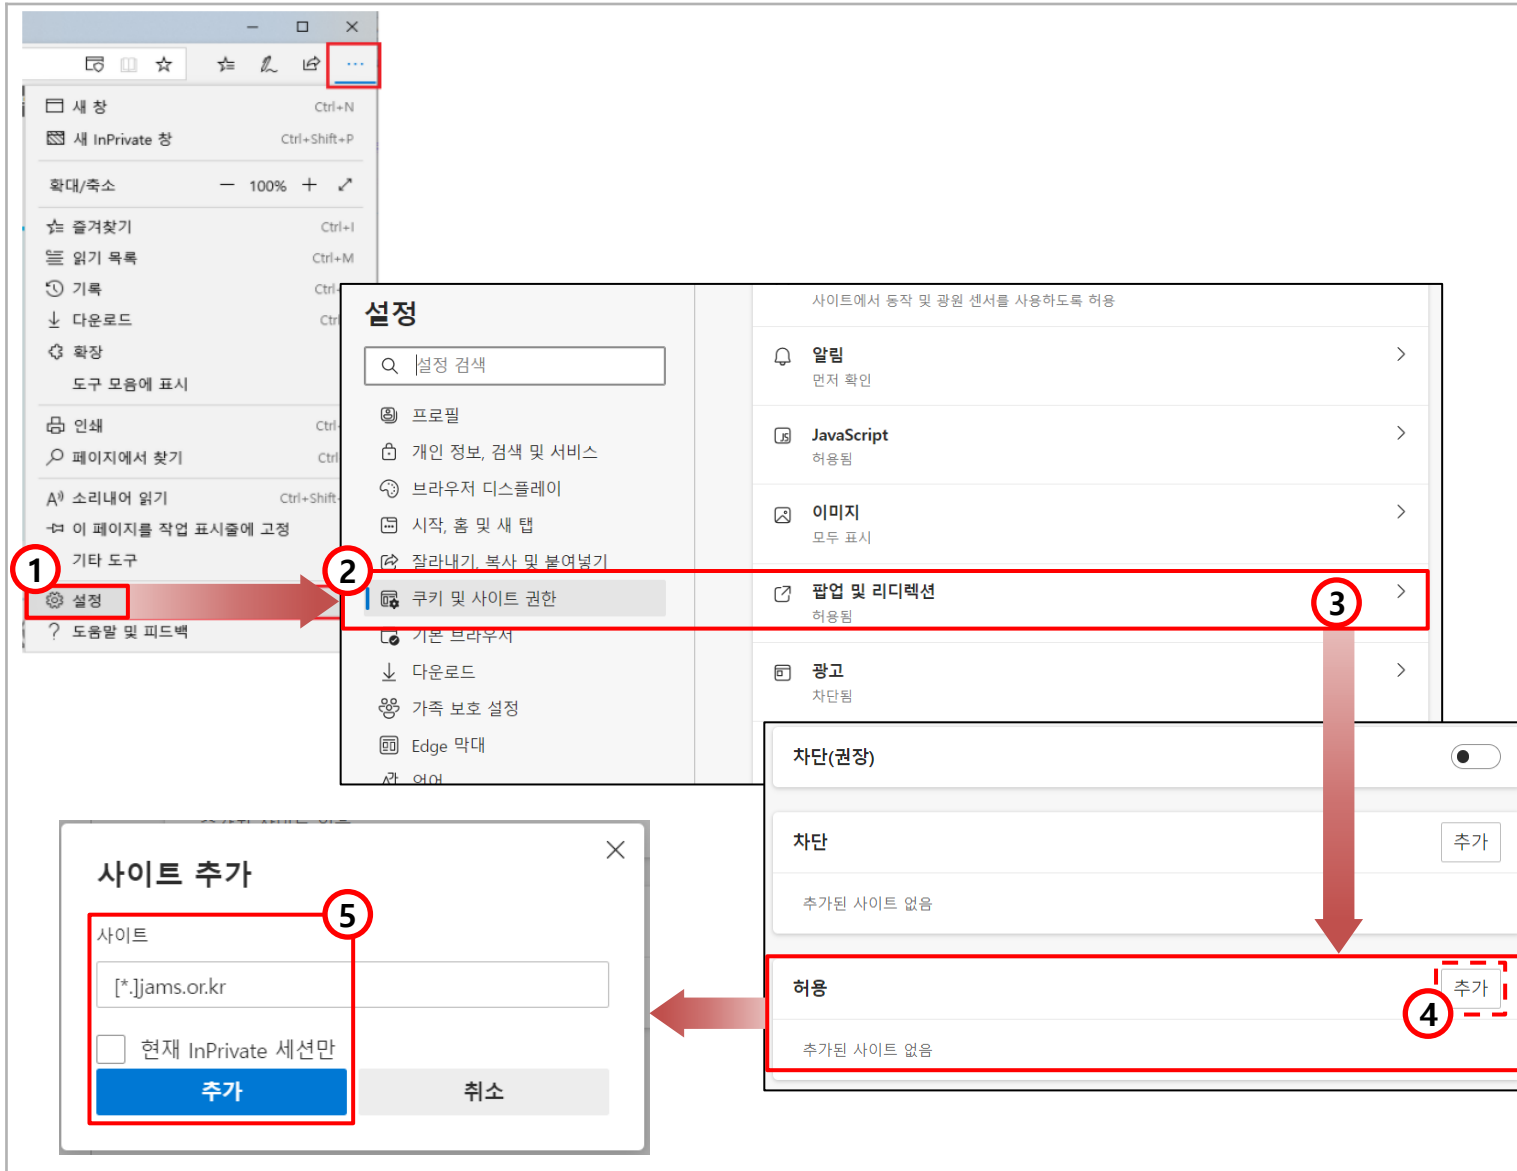 새 창 Ctrl+N
새 InPrivate 창 Ctrl+Shift+P
확대/축소 100%
즐겨찾기 Ctrl+I
읽기 목록 Ctrl+M
기록 Ctrl+
다운로드 Ctrl
확장
도구 모음에 표시
인쇄 Ctrl+
페이지에서 찾기 Ctrl
소리내어 읽기 Ctrl+Shift+
이 페이지를 작업 표시줄에 고정
기타 도구
1
설정
도움말 및 피드백
설정
설정 검색
프로필
개인 정보, 검색 및 서비스
브라우저 디스플레이
시작, 홈 및 새 탭
잘라내기, 복사 및 붙여넣기
2
쿠키 및 사이트 권한
기본 브라우저
다운로드
가족 보호 설정
Edge 막대
언어
사이트에서 동작 및 광원 센서를 사용하도록 허용
알림
먼저 확인
JavaScript
허용됨
이미지
모두 표시
팝업 및 리디렉션
허용됨
3
광고
차단됨
차단(권장)
차단
추가
추가된 사이트 없음
허용
추가
4
추가된 사이트 없음
사이트 추가
5
사이트
[*.]jams.or.kr
현재 InPrivate 세션만
추가
취소